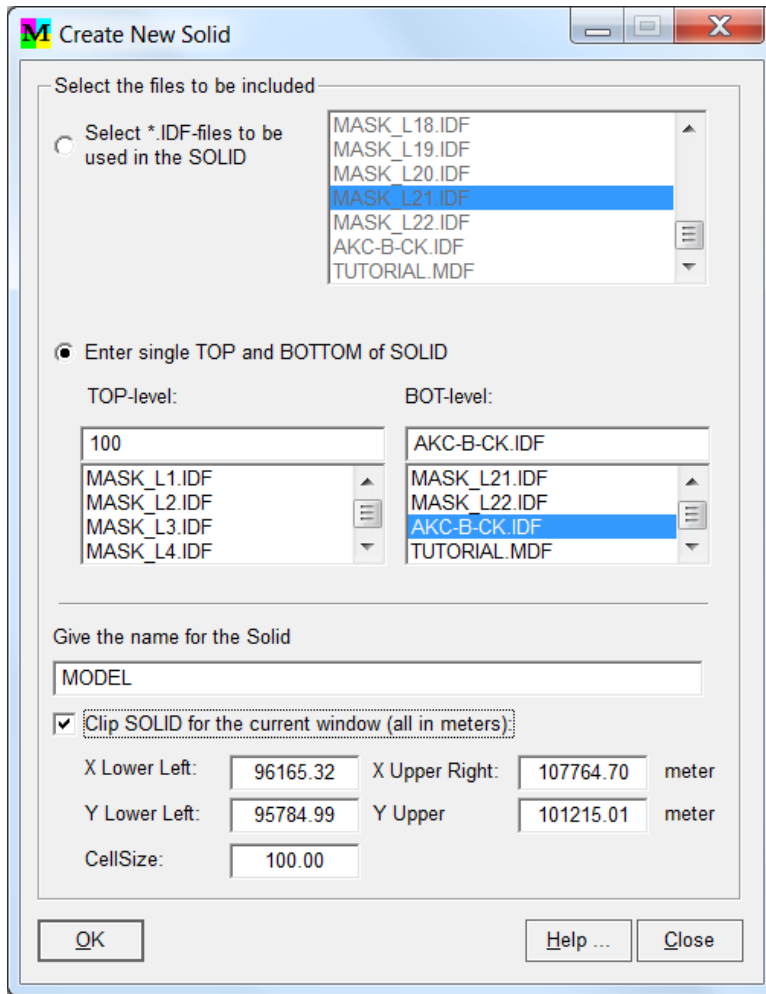 M Create New Solid
Select the files to be included
Select *.IDF-files to be
used in the SOLID
MASK_L18.IDF
MASK_L19.IDF
MASK_L20.IDF
MASK_L21.IDF
MASK_L22.IDF
AKC-B-CK.IDF
TUTORIAL.MDF
Enter single TOP and BOTTOM of SOLID
TOP-level:
100
MASK_L1.IDF
MASK_L2.IDF
MASK_L3.IDF
MASK_L4.IDF
BOT-level:
AKC-B-CK.IDF
MASK_L21.IDF
MASK_L22.IDF
AKC-B-CK.IDF
TUTORIAL.MDF
Give the name for the Solid
MODEL
Clip SOLID for the current window (all in meters):
X Lower Left: 96165.32 X Upper Right: 107764.70 meter
Y Lower Left: 95784.99 Y Upper 101215.01 meter
CellSize: 100.00
OK Help ... Close